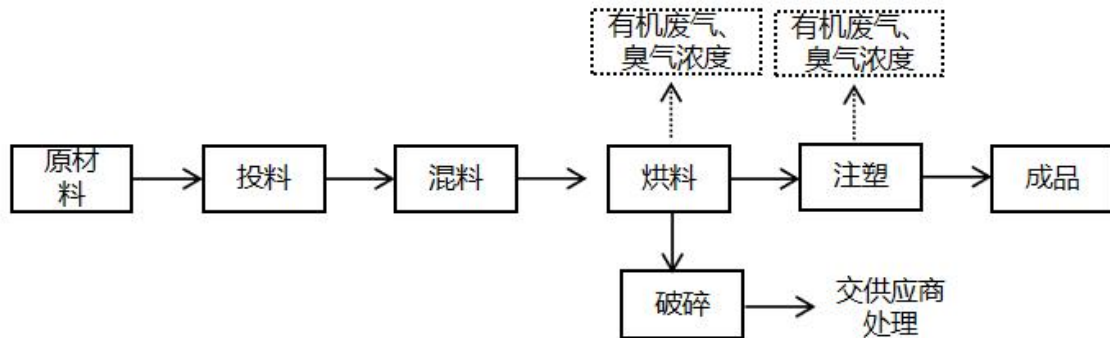 有机废气、
臭气浓度
有机废气、
臭气浓度
原材
料
投料
混料
烘料
注塑
成品
破碎
交供应商
处理